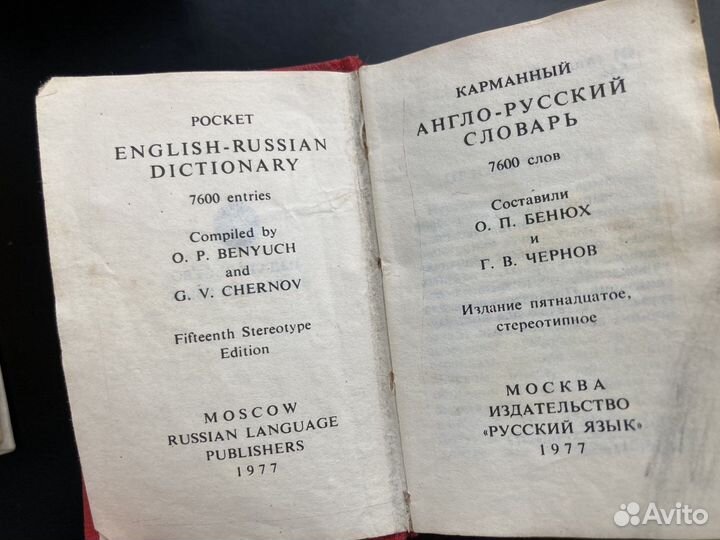 POCKET
ENGLISH-RUSSIAN
DICTIONARY
7600 entries
Compiled by
O. P. BENYUCH
and
G. V. CHERNOV
Fifteenth Stereotype
Edition
MOSCOW
RUSSIAN LANGUAGE
PUBLISHERS
1977
КАРМАННЫЙ
АНГЛО-РУССКИЙ
СЛОВАРЬ
7600 слов
Составили
О. П. БЕНЮХ
и
Г. В. ЧЕРНОВ
Издание пятнадцатое,
стереотипное
МОСКВА
ИЗДАТЕЛЬСТВО
«РУССКИЙ ЯЗЫК»
1977
Avito